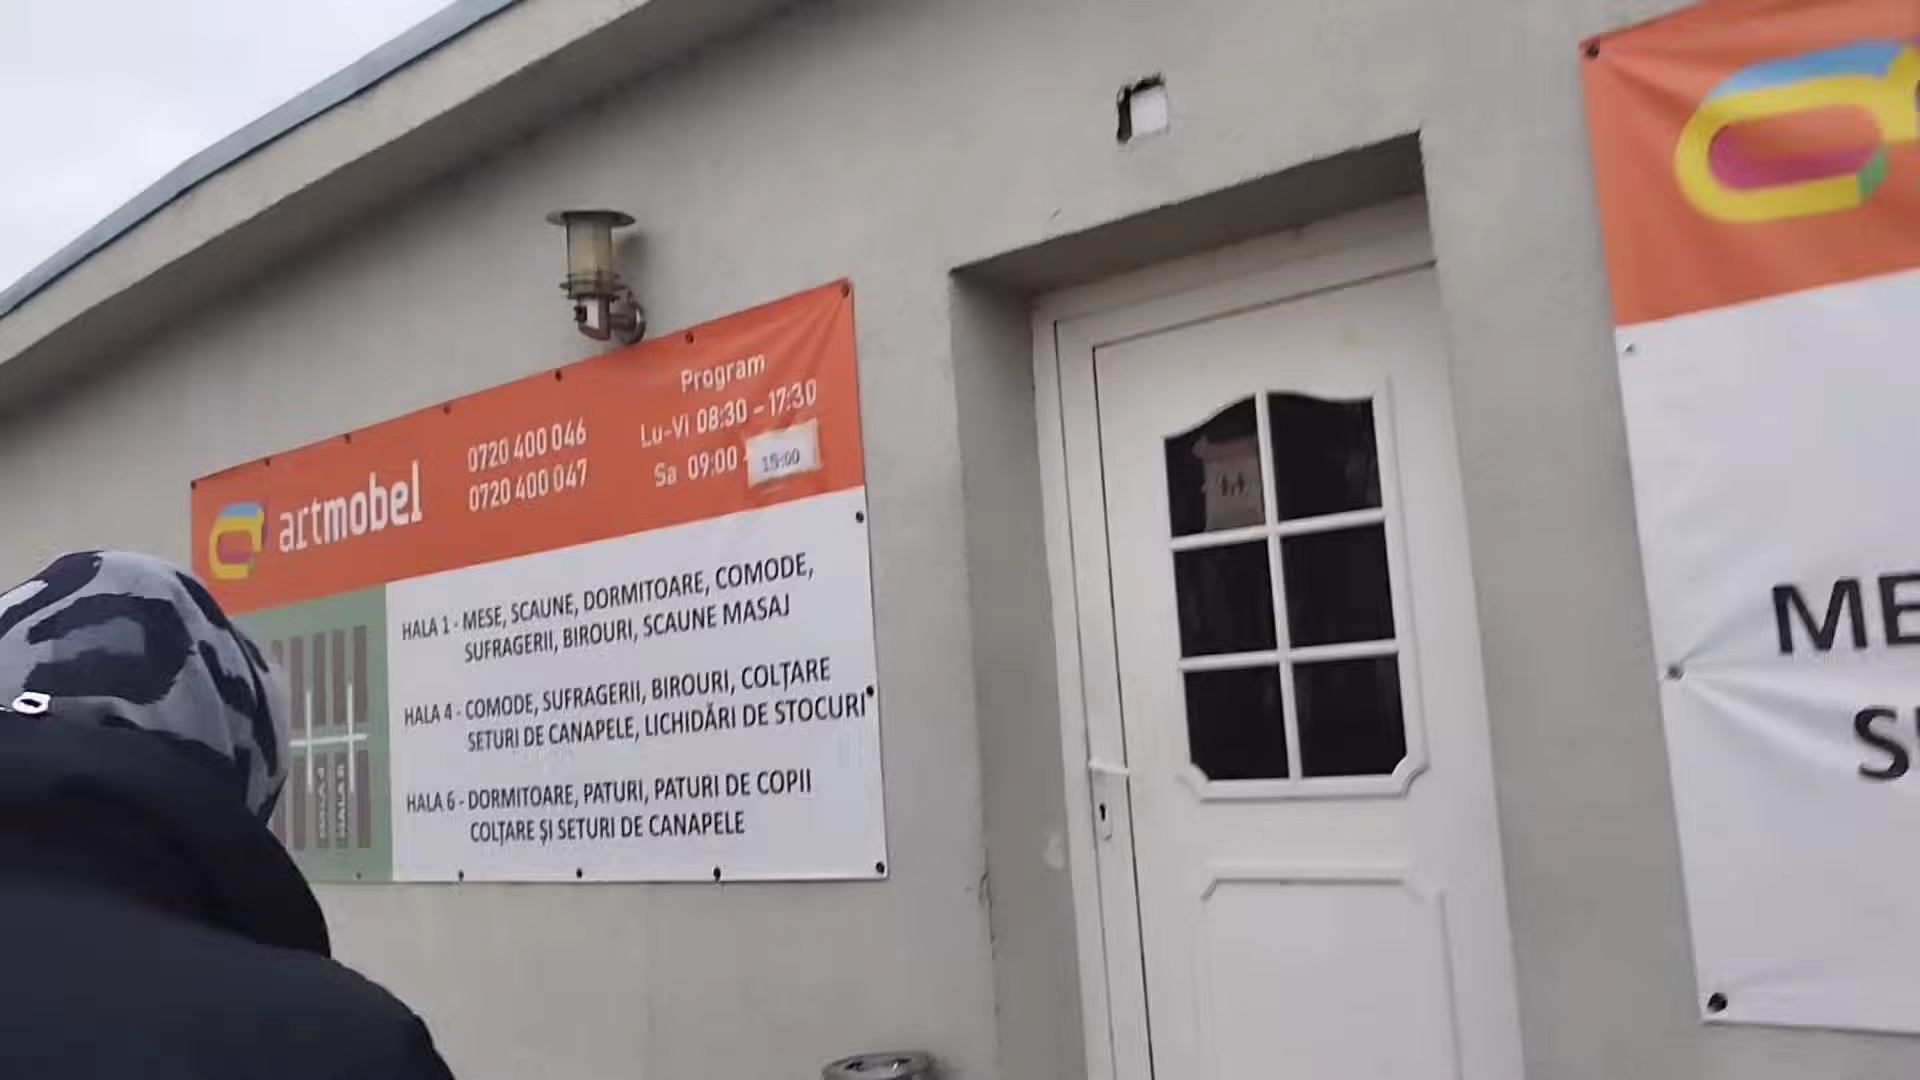 artmobel
0720 400 046
0720 400 047
Program
Lu-Vi 08:30 - 17:30
Sa 09:00 - 15:00
HALA 1 - MESE, SCAUNE, DORMITOARE, COMODE,
SUFRAGERII, BIROURI, SCAUNE MASAJ
HALA 4 - COMODE, SUFRAGERII, BIROURI, COLȚARE
SETURI DE CANAPELE, LICHIDĂRI DE STOCURI
HALA 6 - DORMITOARE, PATURI, PATURI DE COPII
COLȚARE ȘI SETURI DE CANAPELE
ME